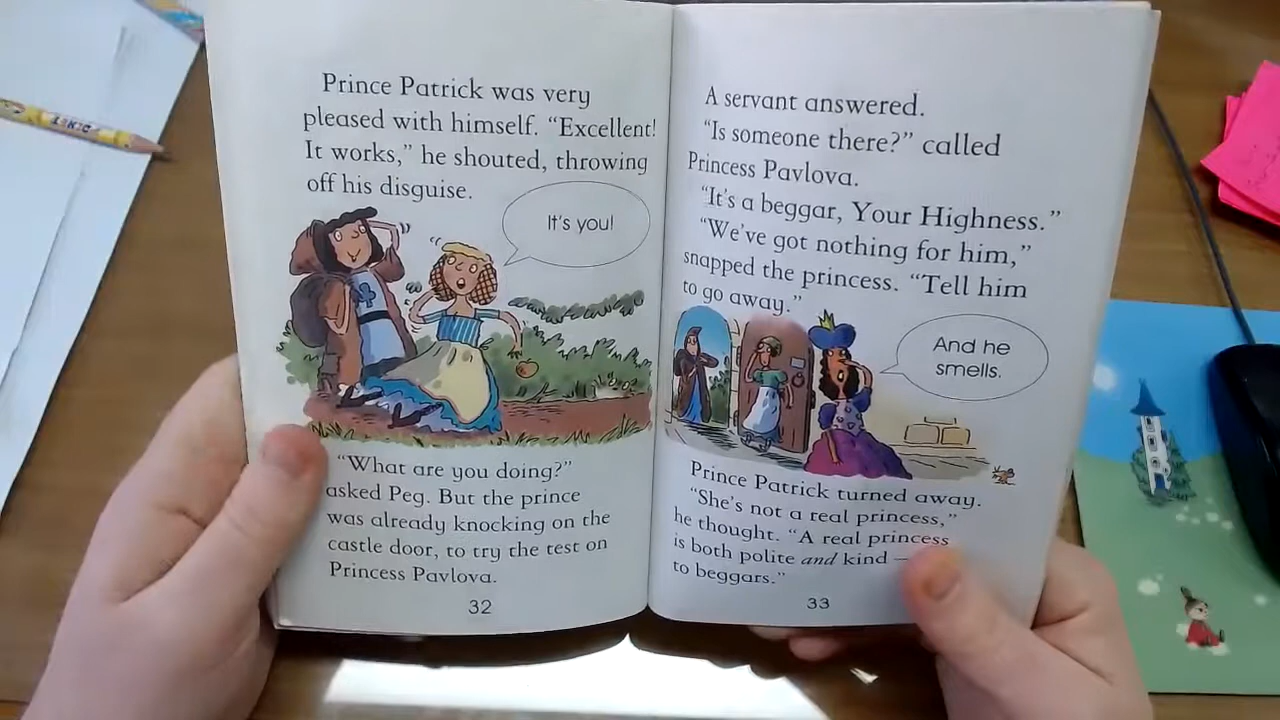 Prince Patrick was very
pleased with himself. “Excellent!
It works,” he shouted, throwing
off his disguise.
It's you!
“What are you doing?”
asked Peg. But the prince
was already knocking on the
castle door, to try the test on
Princess Pavlova.
32
A servant answered.
“Is someone there?” called
Princess Pavlova.
“It's a beggar, Your Highness.”
“We've got nothing for him,”
snapped the princess. “Tell him
to go away.”
And he
smells.
Prince Patrick turned away.
“She's not a real princess,”
he thought. “A real princess
is both polite and kind –
to beggars.”
33